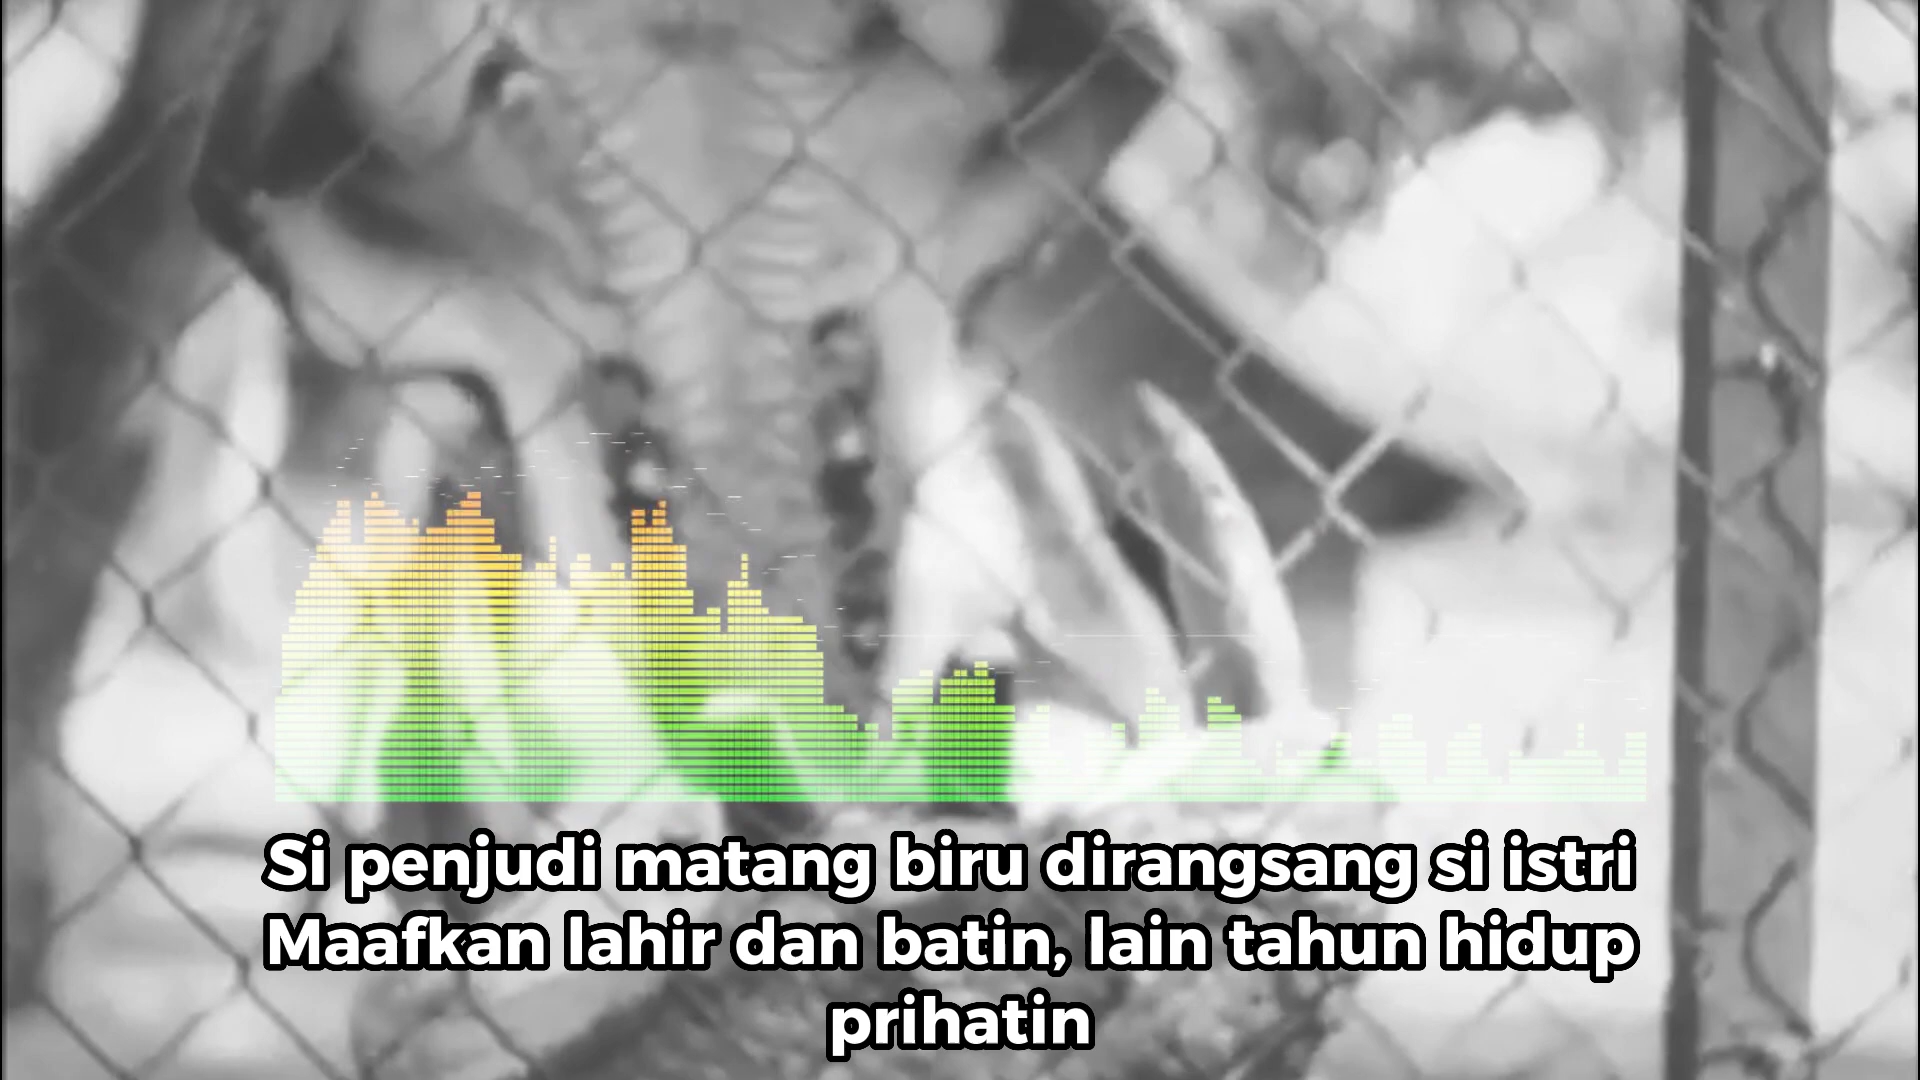 Si penjudi matang biru dirangsang si istri
Maafkan lahir dan batin, lain tahun hidup
prihatin